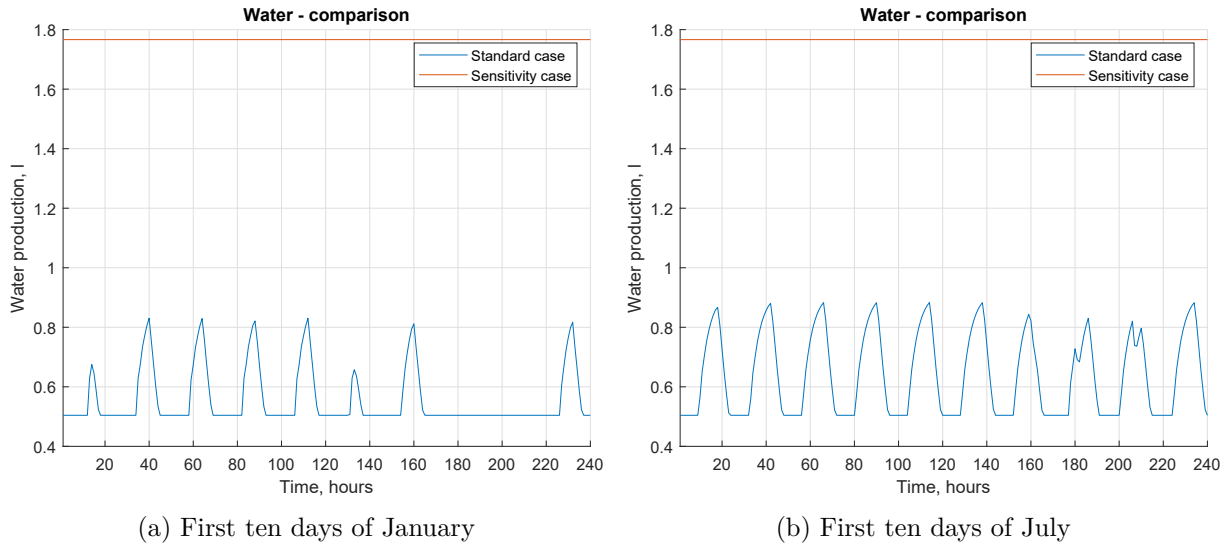 Water - comparison
1.8
1.6
1.4
1.2
1
0.8
0.6
0.4
Water production, l
Standard case
Sensitivity case
20 40 60 80 100 120 140 160 180 200 220 240
Time, hours
(a) First ten days of January
Water - comparison
1.8
1.6
1.4
1.2
1
0.8
0.6
0.4
Water production, l
Standard case
Sensitivity case
20 40 60 80 100 120 140 160 180 200 220 240
Time, hours
(b) First ten days of July